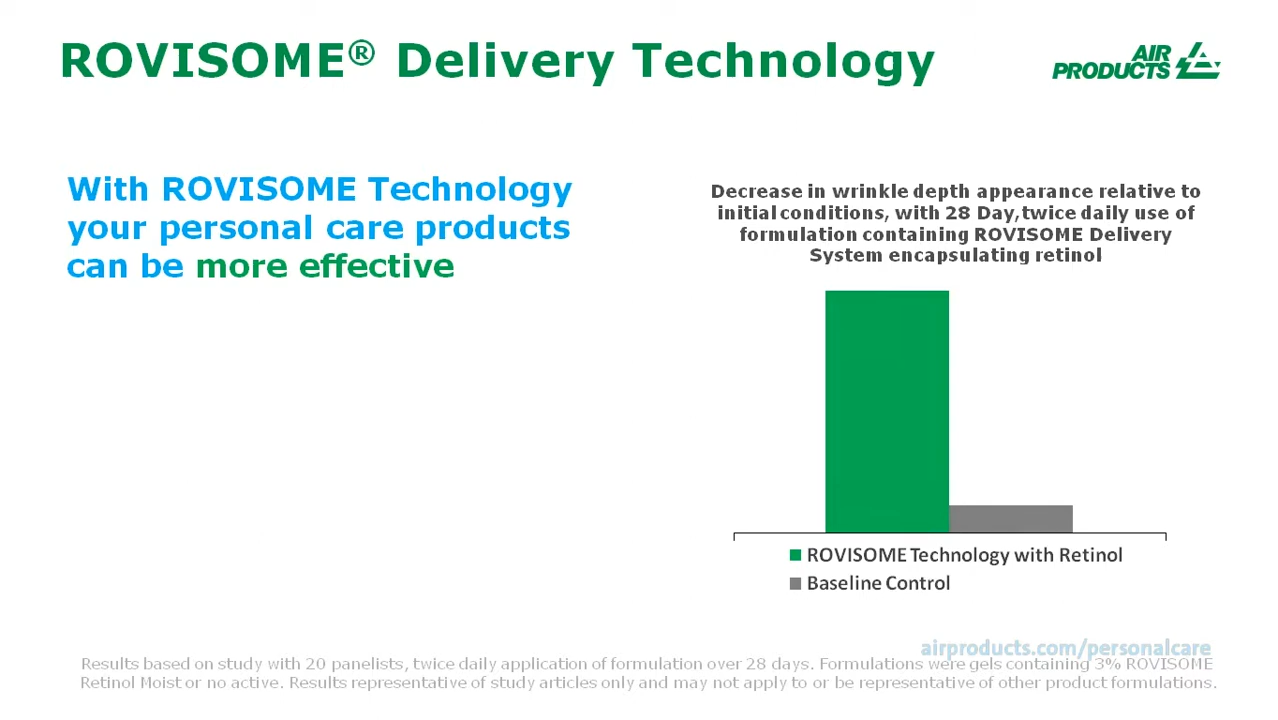 ROVISOME® Delivery Technology
AIR
PRODUCTS
With ROVISOME Technology
your personal care products
can be more effective
Decrease in wrinkle depth appearance relative to
initial conditions, with 28 Day,twice daily use of
formulation containing ROVISOME Delivery
System encapsulating retinol
ROVISOME Technology with Retinol
Baseline Control
airproducts.com/personalcare
Results based on study with 20 panelists, twice daily application of formulation over 28 days. Formulations were gels containing 3% ROVISOME
Retinol Moist or no active. Results representative of study articles only and may not apply to or be representative of other product formulations.